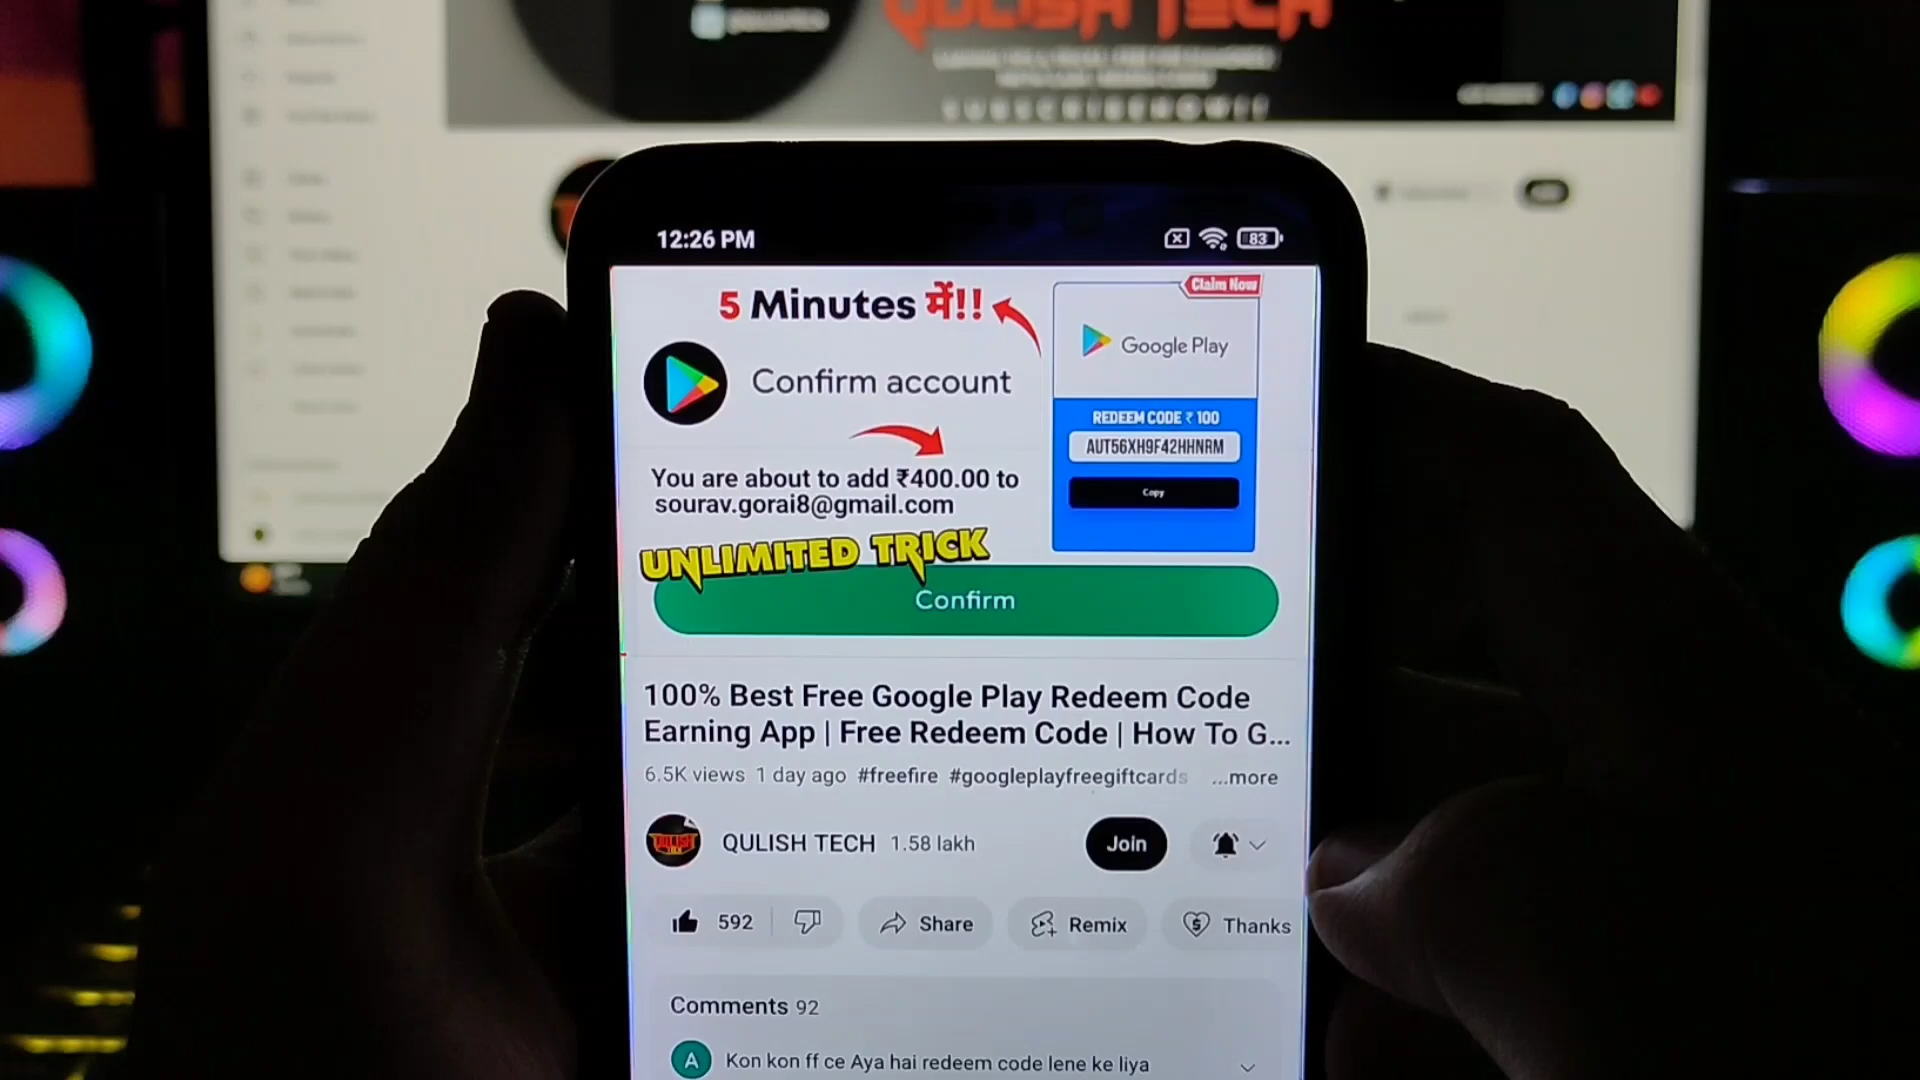 QULISH TECH
SUBSCRIBE NOW!!
12:26 PM
83
5 Minutes में!!
Claim Now
Google Play
Confirm account
REDEEM CODE ₹ 100
AUT56XH9F42HHNRM
Copy
You are about to add ₹400.00 to
sourav.gorai8@gmail.com
UNLIMITED TRICK
Confirm
100% Best Free Google Play Redeem Code
Earning App | Free Redeem Code | How To G...
6.5K views 1 day ago #freefire #googleplayfreegiftcards ...more
QULISH TECH 1.58 lakh
Join
592
Share
Remix
Thanks
Comments 92
A
Kon kon ff ce Aya hai redeem code lene ke liya